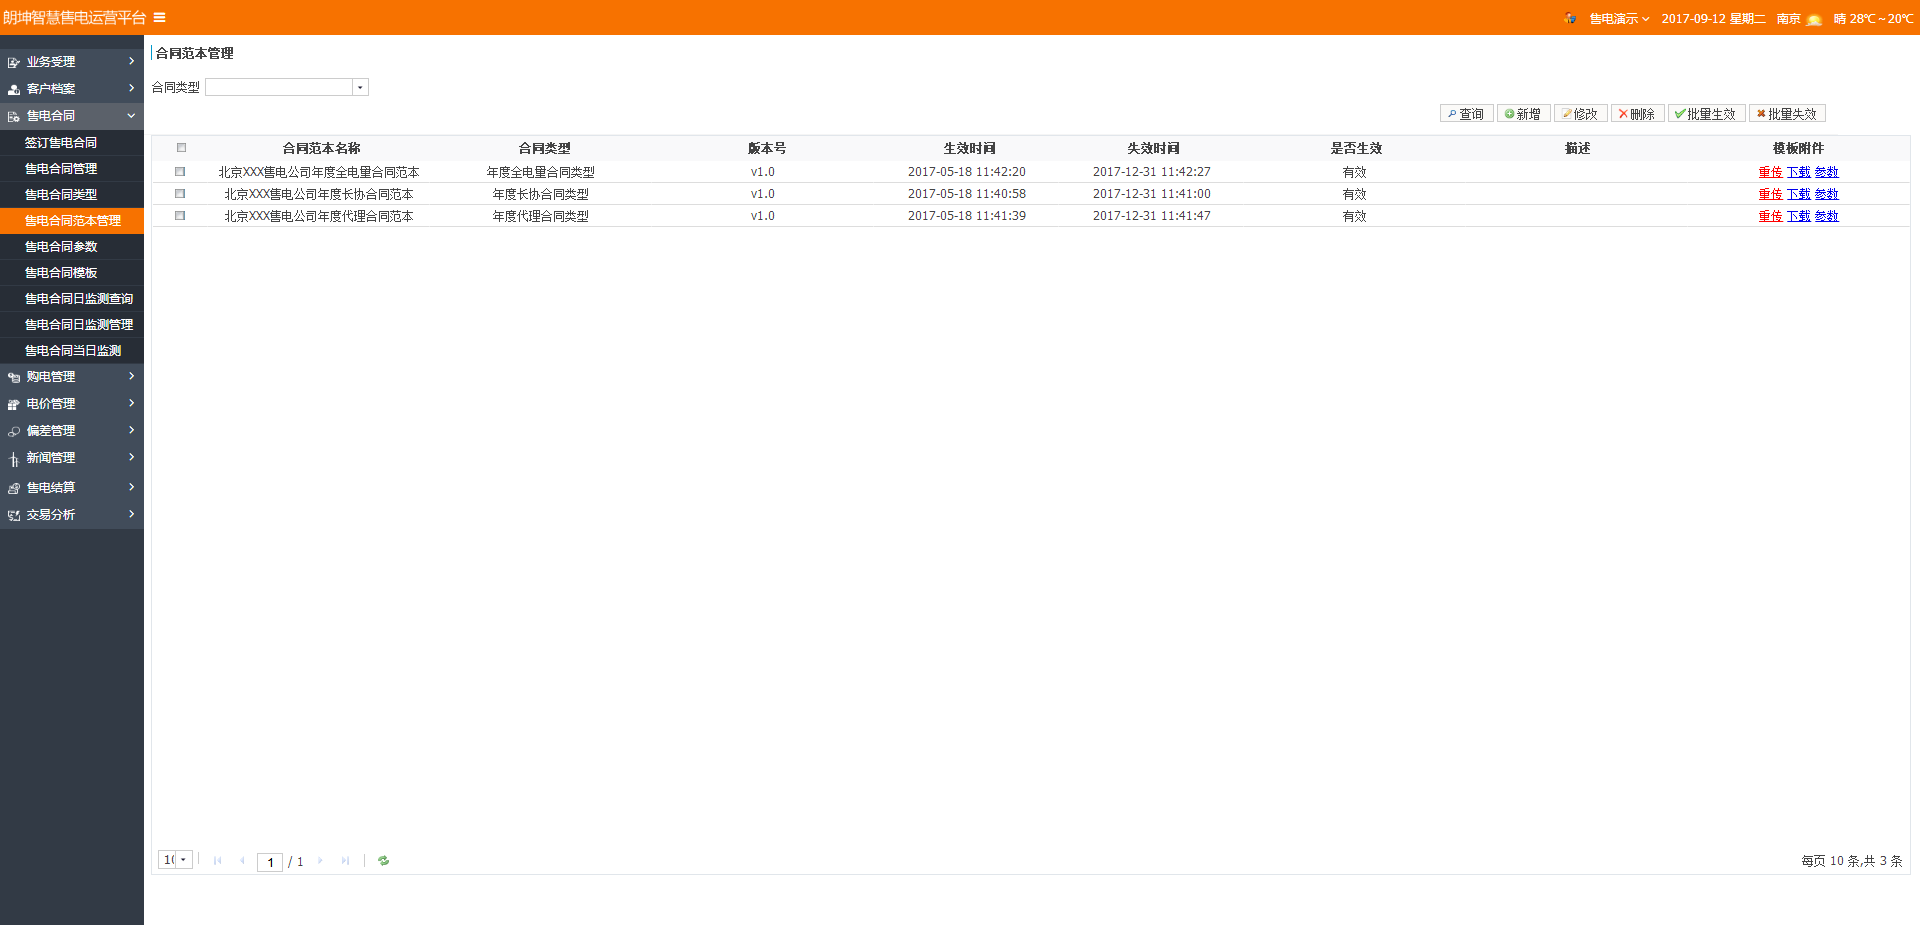 朗坤智慧售电运营平台
售电演示 2017-09-12 星期二 南京 晴 28℃～20℃
业务受理
客户档案
售电合同
签订售电合同
售电合同管理
售电合同类型
售电合同范本管理
售电合同参数
售电合同模板
售电合同日监测查询
售电合同日监测管理
售电合同当日监测
购电管理
电价管理
偏差管理
新闻管理
售电结算
交易分析
合同范本管理
合同类型
查询 新增 修改 删除 批量生效 批量失效
合同范本名称 合同类型 版本号 生效时间 失效时间 是否生效 描述 模板附件
北京XXX售电公司年度全电量合同范本 年度全电量合同类型 v1.0 2017-05-18 11:42:20 2017-12-31 11:42:27 有效 重传 下载 参数
北京XXX售电公司年度长协合同范本 年度长协合同类型 v1.0 2017-05-18 11:40:58 2017-12-31 11:41:00 有效 重传 下载 参数
北京XXX售电公司年度代理合同范本 年度代理合同类型 v1.0 2017-05-18 11:41:39 2017-12-31 11:41:47 有效 重传 下载 参数
10 1 / 1 每页 10 条,共 3 条